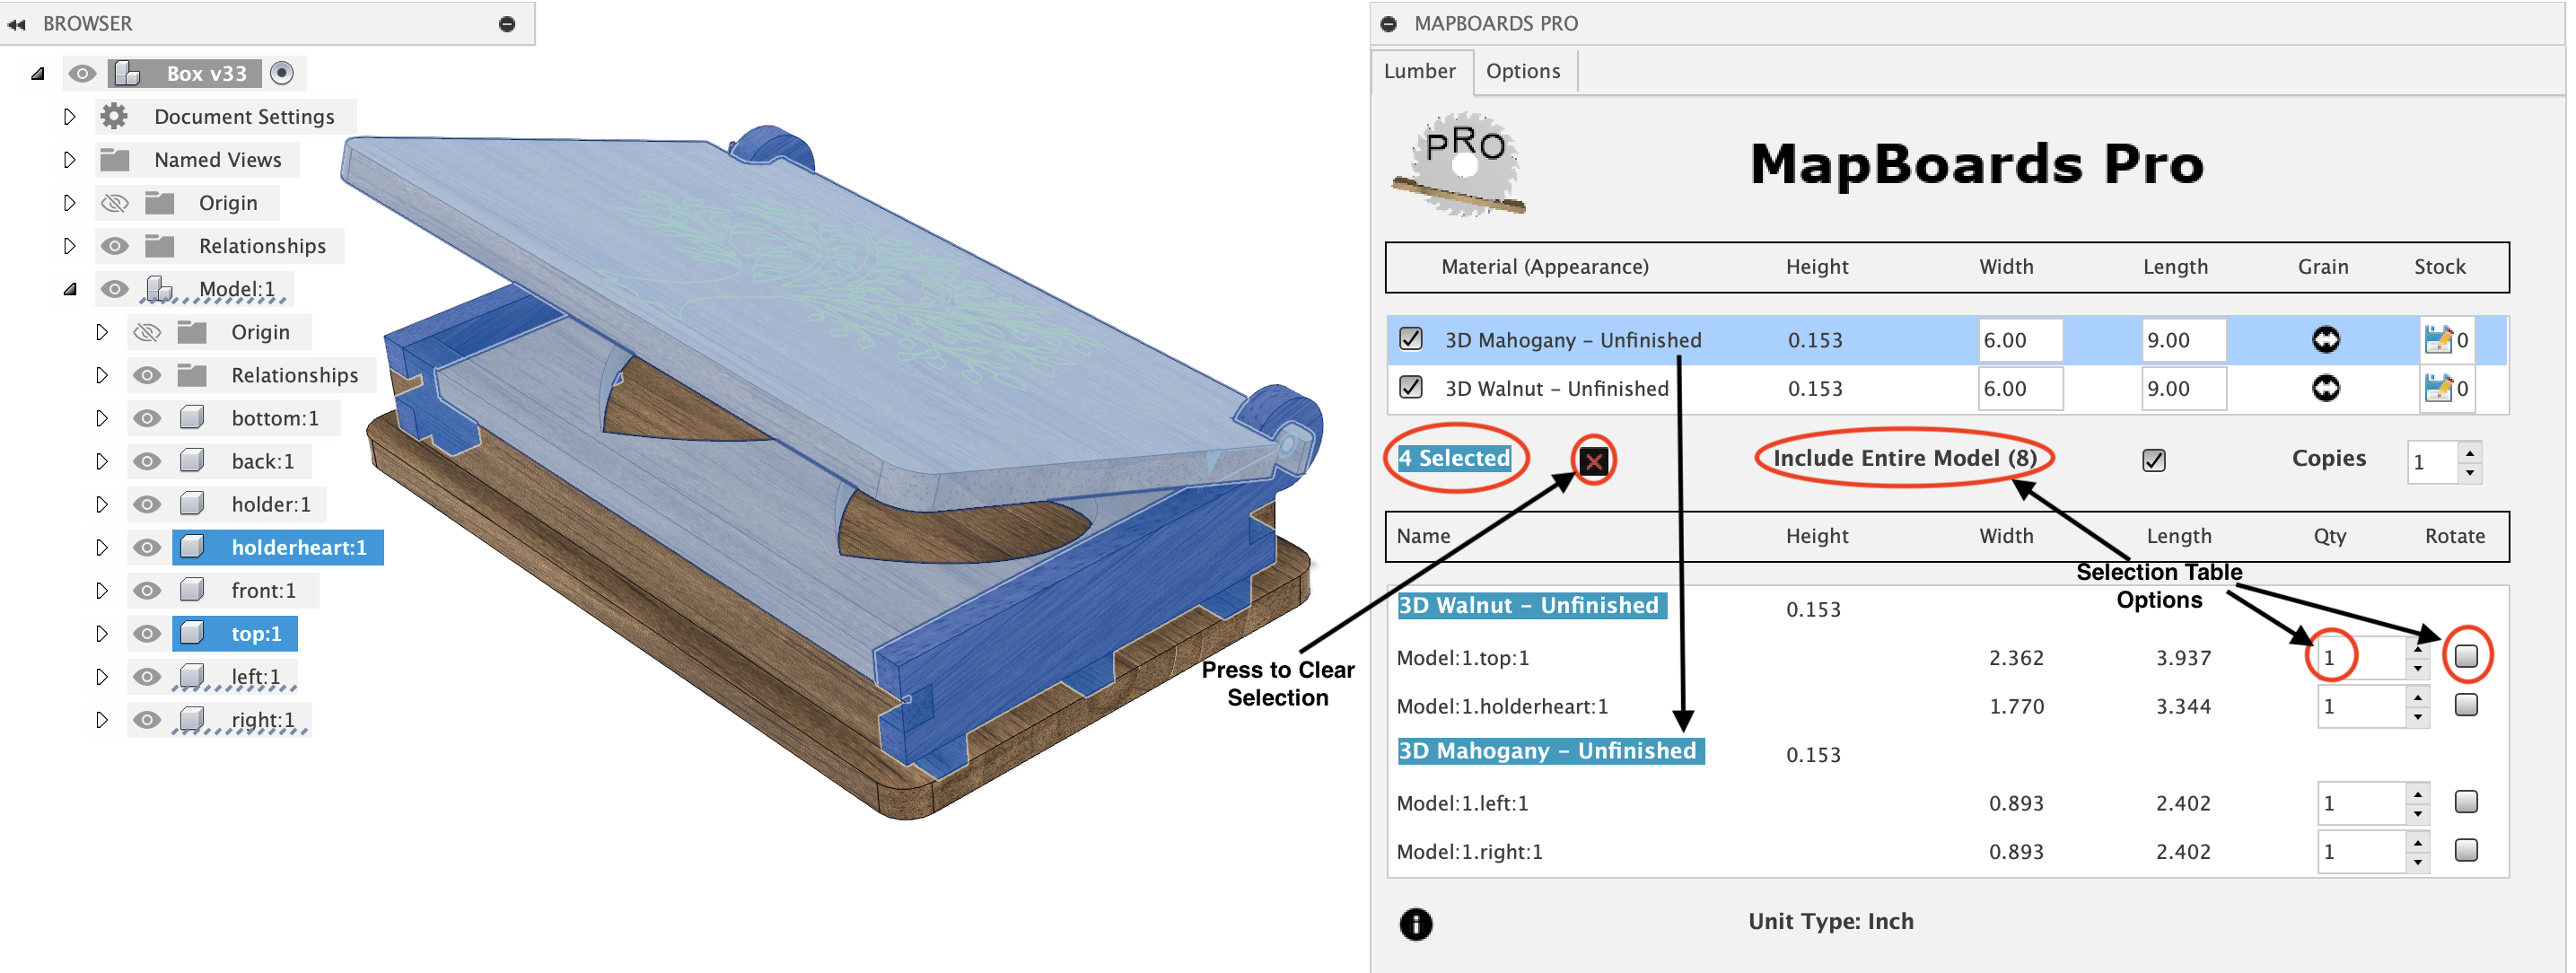 BROWSER
Box v33
Document Settings
Named Views
Origin
Relationships
Model:1
Origin
Relationships
bottom:1
back:1
holder:1
holderheart:1
front:1
top:1
left:1
right:1
MAPBOARDS PRO
Lumber Options
PRO
MapBoards Pro
Material (Appearance) Height Width Length Grain Stock
3D Mahogany - Unfinished 0.153 6.00 9.00 0
3D Walnut - Unfinished 0.153 6.00 9.00 0
4 Selected Include Entire Model (8) Copies 1
Name Height Width Length Qty Rotate
Selection Table
Options
3D Walnut - Unfinished 0.153
Model:1.top:1 2.362 3.937 1
Press to Clear
Selection
Model:1.holderheart:1 1.770 3.344 1
3D Mahogany - Unfinished 0.153
Model:1.left:1 0.893 2.402 1
Model:1.right:1 0.893 2.402 1
Unit Type: Inch